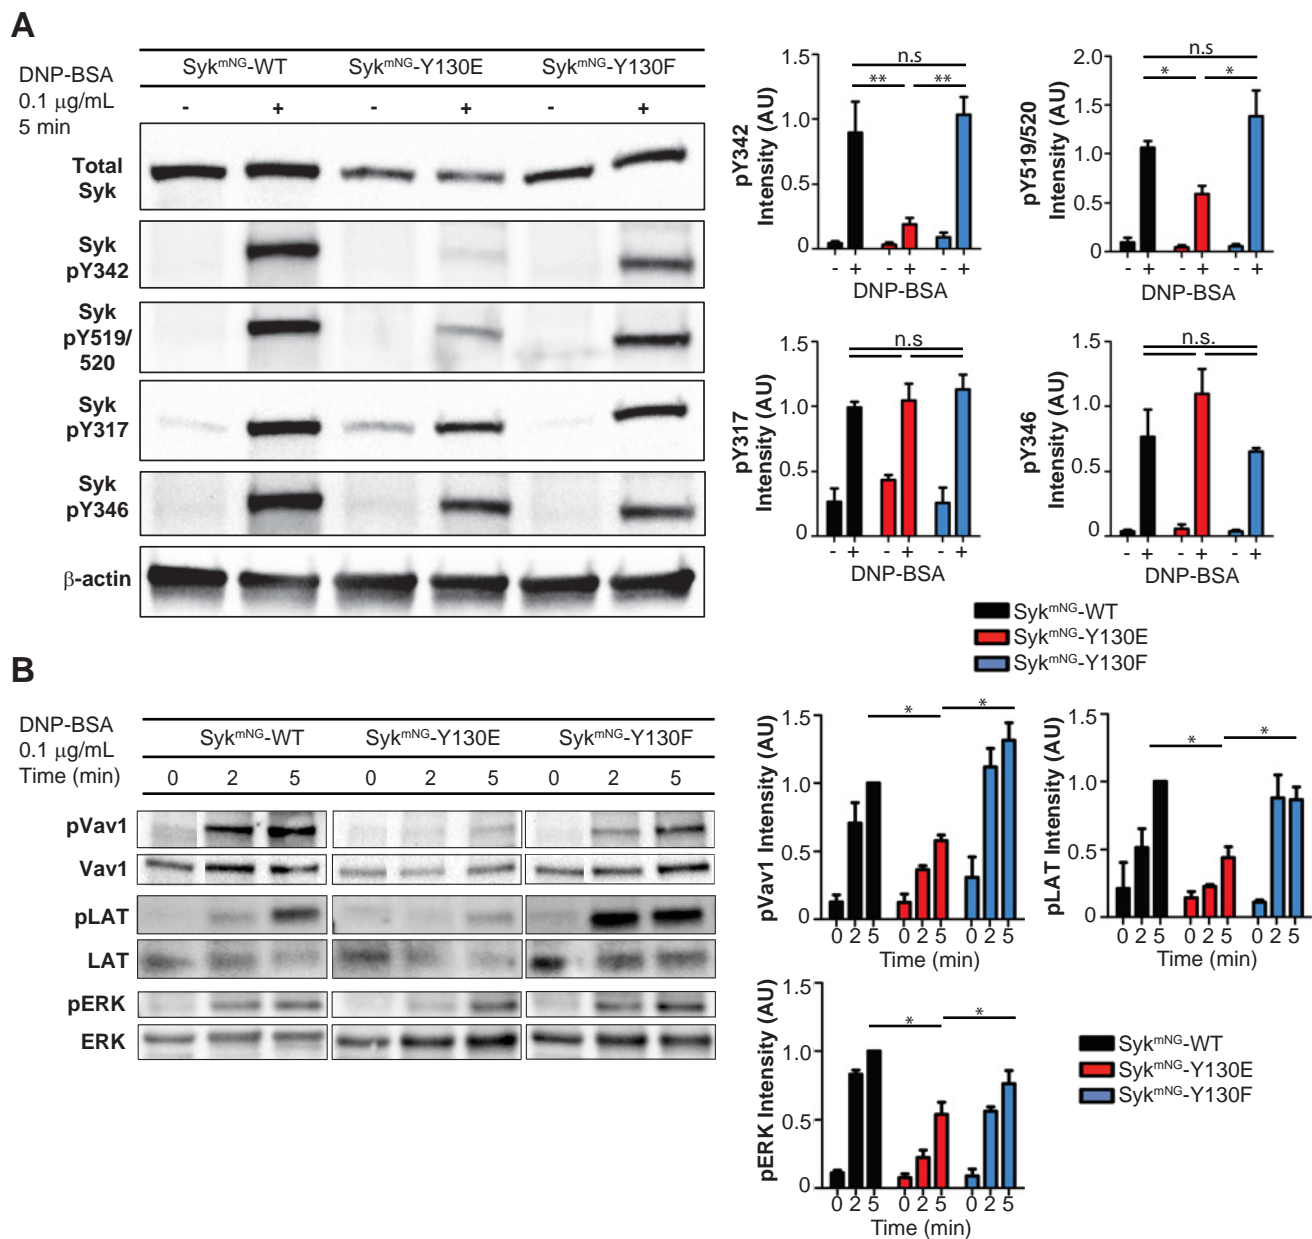 A
DNP-BSA
0.1 μg/mL
5 min
SykmNG-WT SykmNG-Y130E SykmNG-Y130F
- + - + - +
Total
Syk
Syk
pY342
Syk
pY519/
520
Syk
pY317
Syk
pY346
β-actin
pY342
Intensity (AU)
1.5
1.0
0.5
0
n.s
** **
- + - + - +
DNP-BSA
pY519/520
Intensity (AU)
2.0
1.5
1.0
0.5
0
n.s
* *
- + - + - +
DNP-BSA
pY317
Intensity (AU)
1.5
1.0
0.5
0
n.s
- + - + - +
DNP-BSA
pY346
Intensity (AU)
1.5
1.0
0.5
0
n.s.
- + - + - +
DNP-BSA
SykmNG-WT
SykmNG-Y130E
SykmNG-Y130F
B
DNP-BSA
0.1 μg/mL
Time (min)
SykmNG-WT SykmNG-Y130E SykmNG-Y130F
0 2 5 0 2 5 0 2 5
pVav1
Vav1
pLAT
LAT
pERK
ERK
pVav1 Intensity (AU)
1.5
1.0
0.5
0
* *
0 2 5 0 2 5 0 2 5
Time (min)
pLAT Intensity (AU)
1.5
1.0
0.5
0
* *
0 2 5 0 2 5 0 2 5
Time (min)
pERK Intensity (AU)
1.5
1.0
0.5
0
* *
0 2 5 0 2 5 0 2 5
Time (min)
SykmNG-WT
SykmNG-Y130E
SykmNG-Y130F